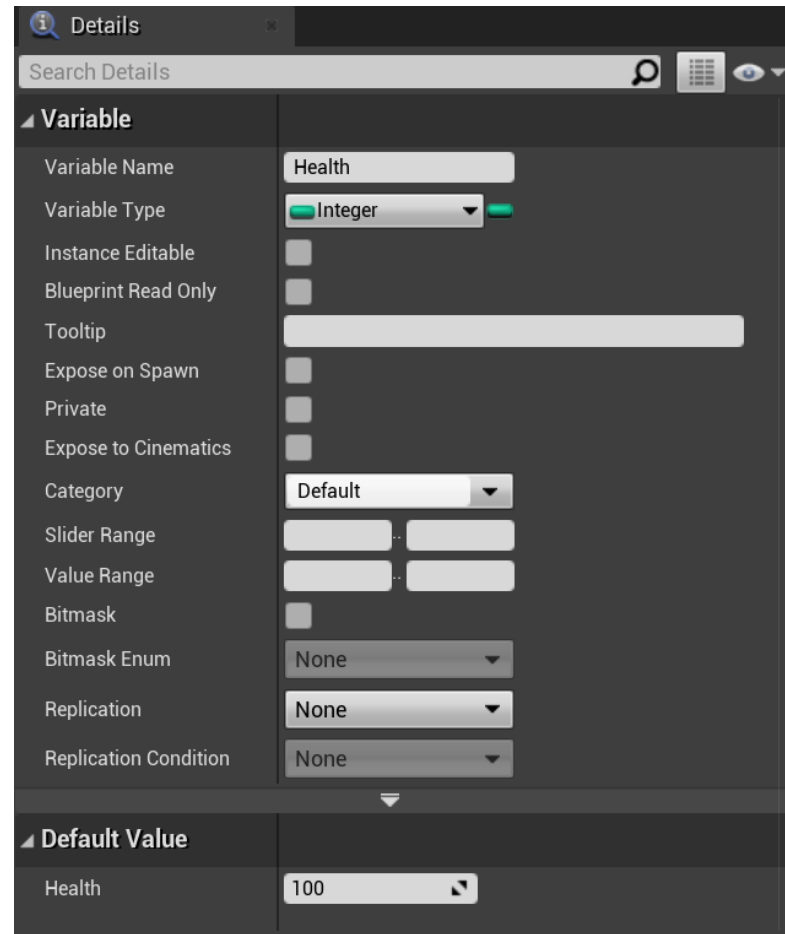 Details
Search Details
Variable
Variable Name Health
Variable Type Integer
Instance Editable
Blueprint Read Only
Tooltip
Expose on Spawn
Private
Expose to Cinematics
Category Default
Slider Range ..
Value Range ..
Bitmask
Bitmask Enum None
Replication None
Replication Condition None
Default Value
Health 100